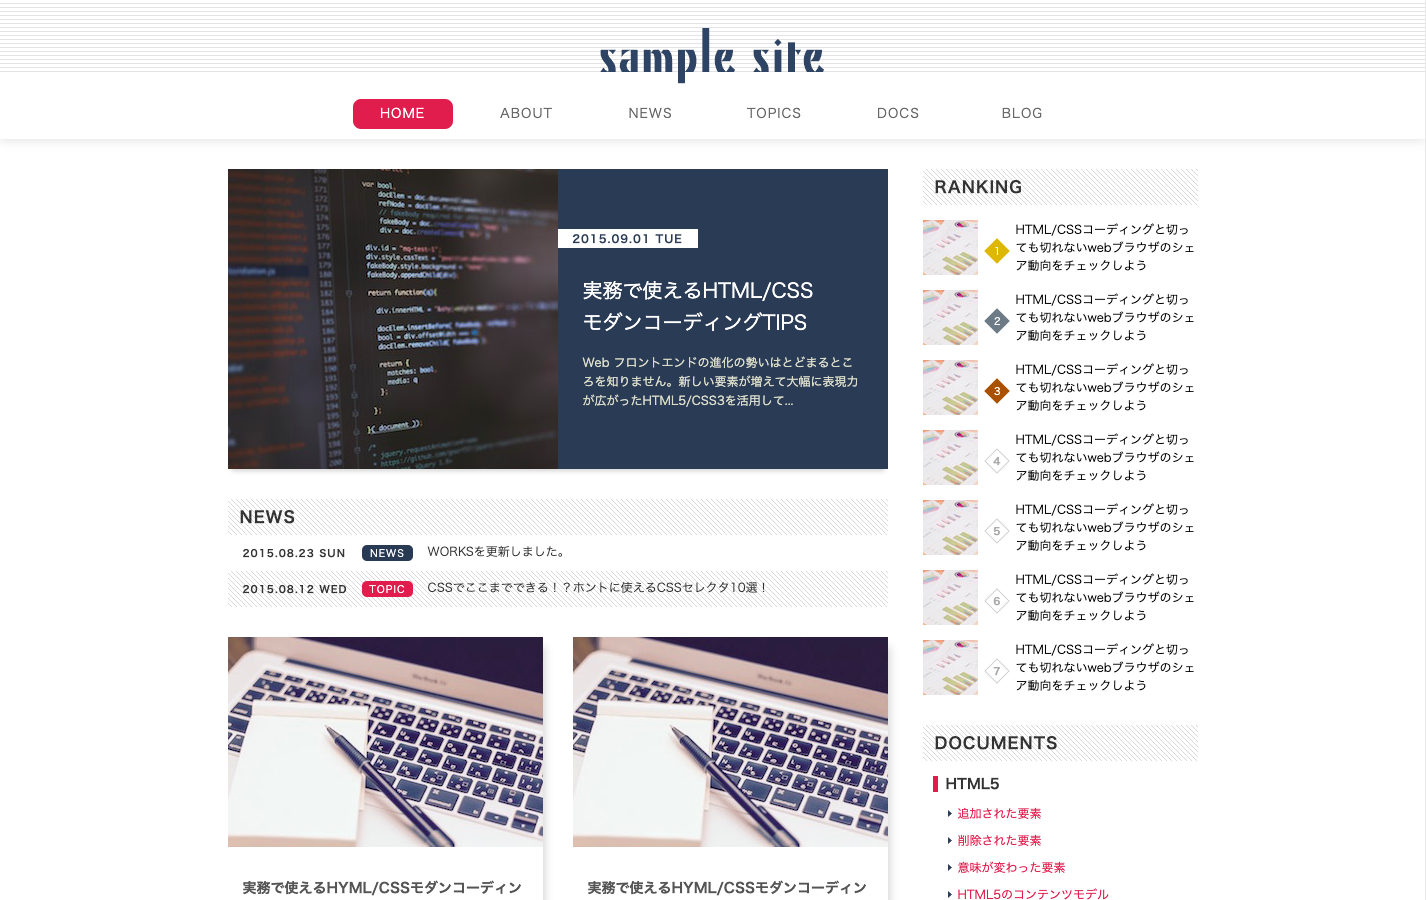 sample site
HOME
ABOUT
NEWS
TOPICS
DOCS
BLOG
2015.09.01 TUE
実務で使えるHTML/CSS
モダンコーディングTIPS
Web フロントエンドの進化の勢いはとどまるとこ
ろを知りません。新しい要素が増えて大幅に表現力
が広がったHTML5/CSS3を活用して...
NEWS
2015.08.23 SUN NEWS WORKSを更新しました。
2015.08.12 WED TOPIC CSSでここまでできる！？ホントに使えるCSSセレクタ10選！
実務で使えるHYML/CSSモダンコーディン
実務で使えるHYML/CSSモダンコーディン
RANKING
1
HTML/CSSコーディングと切っ
ても切れないwebブラウザのシェ
ア動向をチェックしよう
2
HTML/CSSコーディングと切っ
ても切れないwebブラウザのシェ
ア動向をチェックしよう
3
HTML/CSSコーディングと切っ
ても切れないwebブラウザのシェ
ア動向をチェックしよう
4
HTML/CSSコーディングと切っ
ても切れないwebブラウザのシェ
ア動向をチェックしよう
5
HTML/CSSコーディングと切っ
ても切れないwebブラウザのシェ
ア動向をチェックしよう
6
HTML/CSSコーディングと切っ
ても切れないwebブラウザのシェ
ア動向をチェックしよう
7
HTML/CSSコーディングと切っ
ても切れないwebブラウザのシェ
ア動向をチェックしよう
DOCUMENTS
HTML5
追加された要素
削除された要素
意味が変わった要素
HTML5のコンテンツモデル